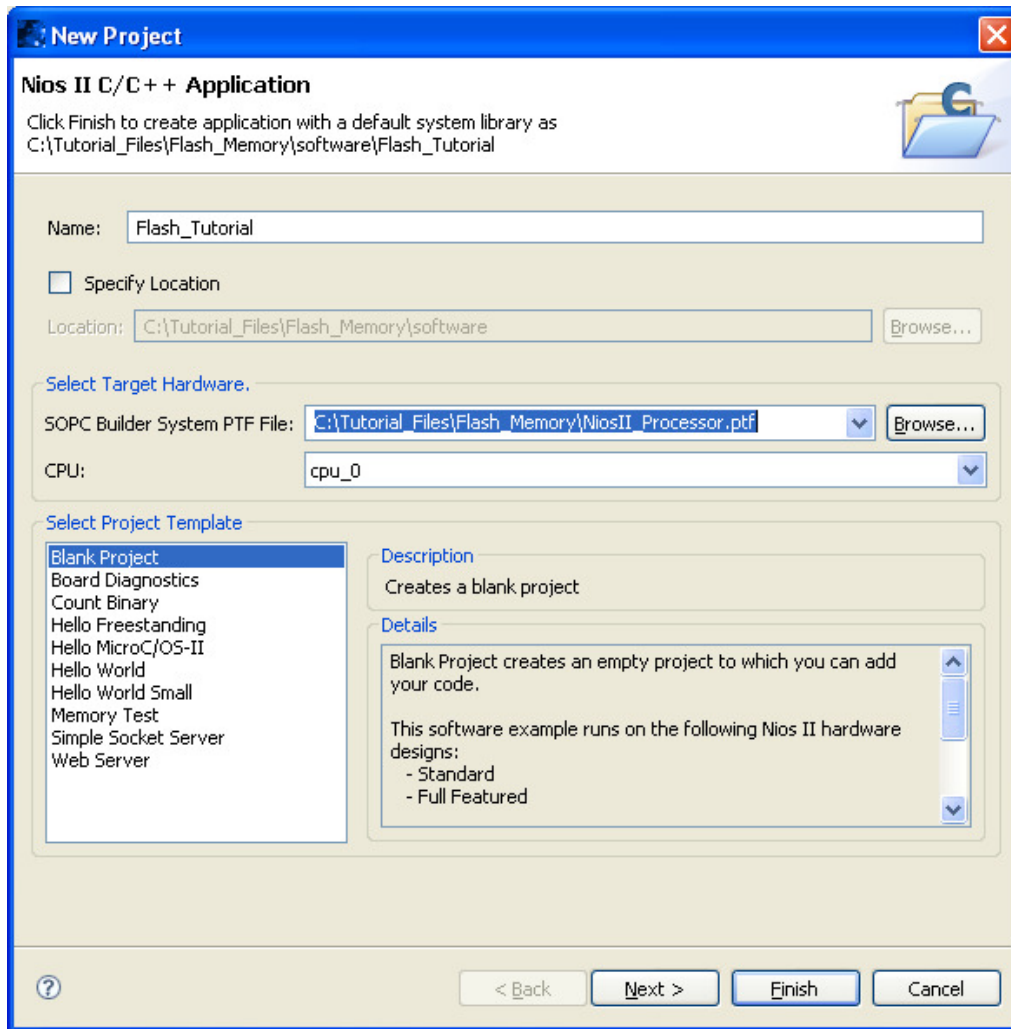 New Project
Nios II C/C++ Application
Click Finish to create application with a default system library as
C:\Tutorial_Files\Flash_Memory\software\Flash_Tutorial
Name: Flash_Tutorial
Specify Location
Location: C:\Tutorial_Files\Flash_Memory\software Browse...
Select Target Hardware.
SOPC Builder System PTF File: C:\Tutorial_Files\Flash_Memory\NiosII_Processor.ptf Browse...
CPU: cpu_0
Select Project Template
Blank Project
Board Diagnostics
Count Binary
Hello Freestanding
Hello MicroC/OS-II
Hello World
Hello World Small
Memory Test
Simple Socket Server
Web Server
Description
Creates a blank project
Details
Blank Project creates an empty project to which you can add
your code.
This software example runs on the following Nios II hardware
designs:
- Standard
- Full Featured
< Back Next > Finish Cancel